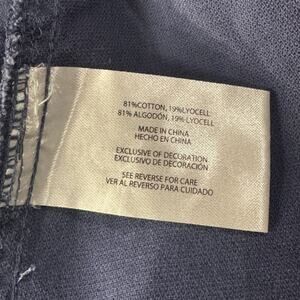 81%COTTON, 19%LYOCELL
81% ALGODÓN, 19%·LYOCELL
MADE IN CHINA
HECHO EN CHINA
EXCLUSIVE OF DECORATION
EXCLUSIVO DE DECORACIÓN
SEE REVERSE FOR CARE
VER AL REVERSO PARA CUIDADO